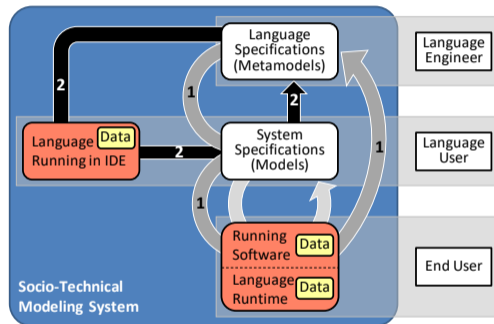 Language
Specifications
(Metamodels)
Language
Engineer
2
1
2
Data
Language
Running in IDE
2
System
Specifications
(Models)
Language
User
1
1
Running
Software
Data
Language
Runtime
Data
End User
Socio-Technical
Modeling System